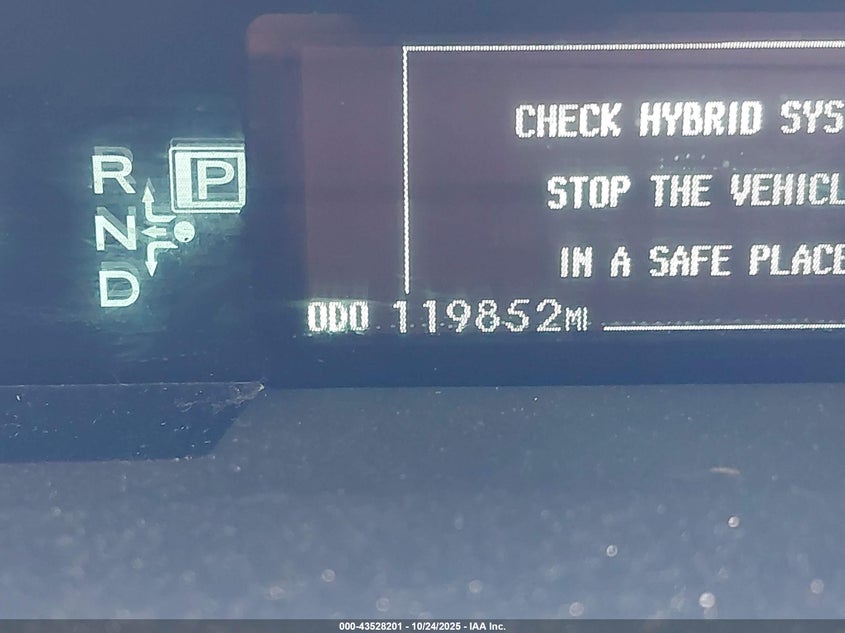 CHECK HYBRID SYS
STOP THE VEHICL
IN A SAFE PLACE
R
P
N
D
ODO 119852MI
000-43528201 - 10/24/2025 - IAA Inc.